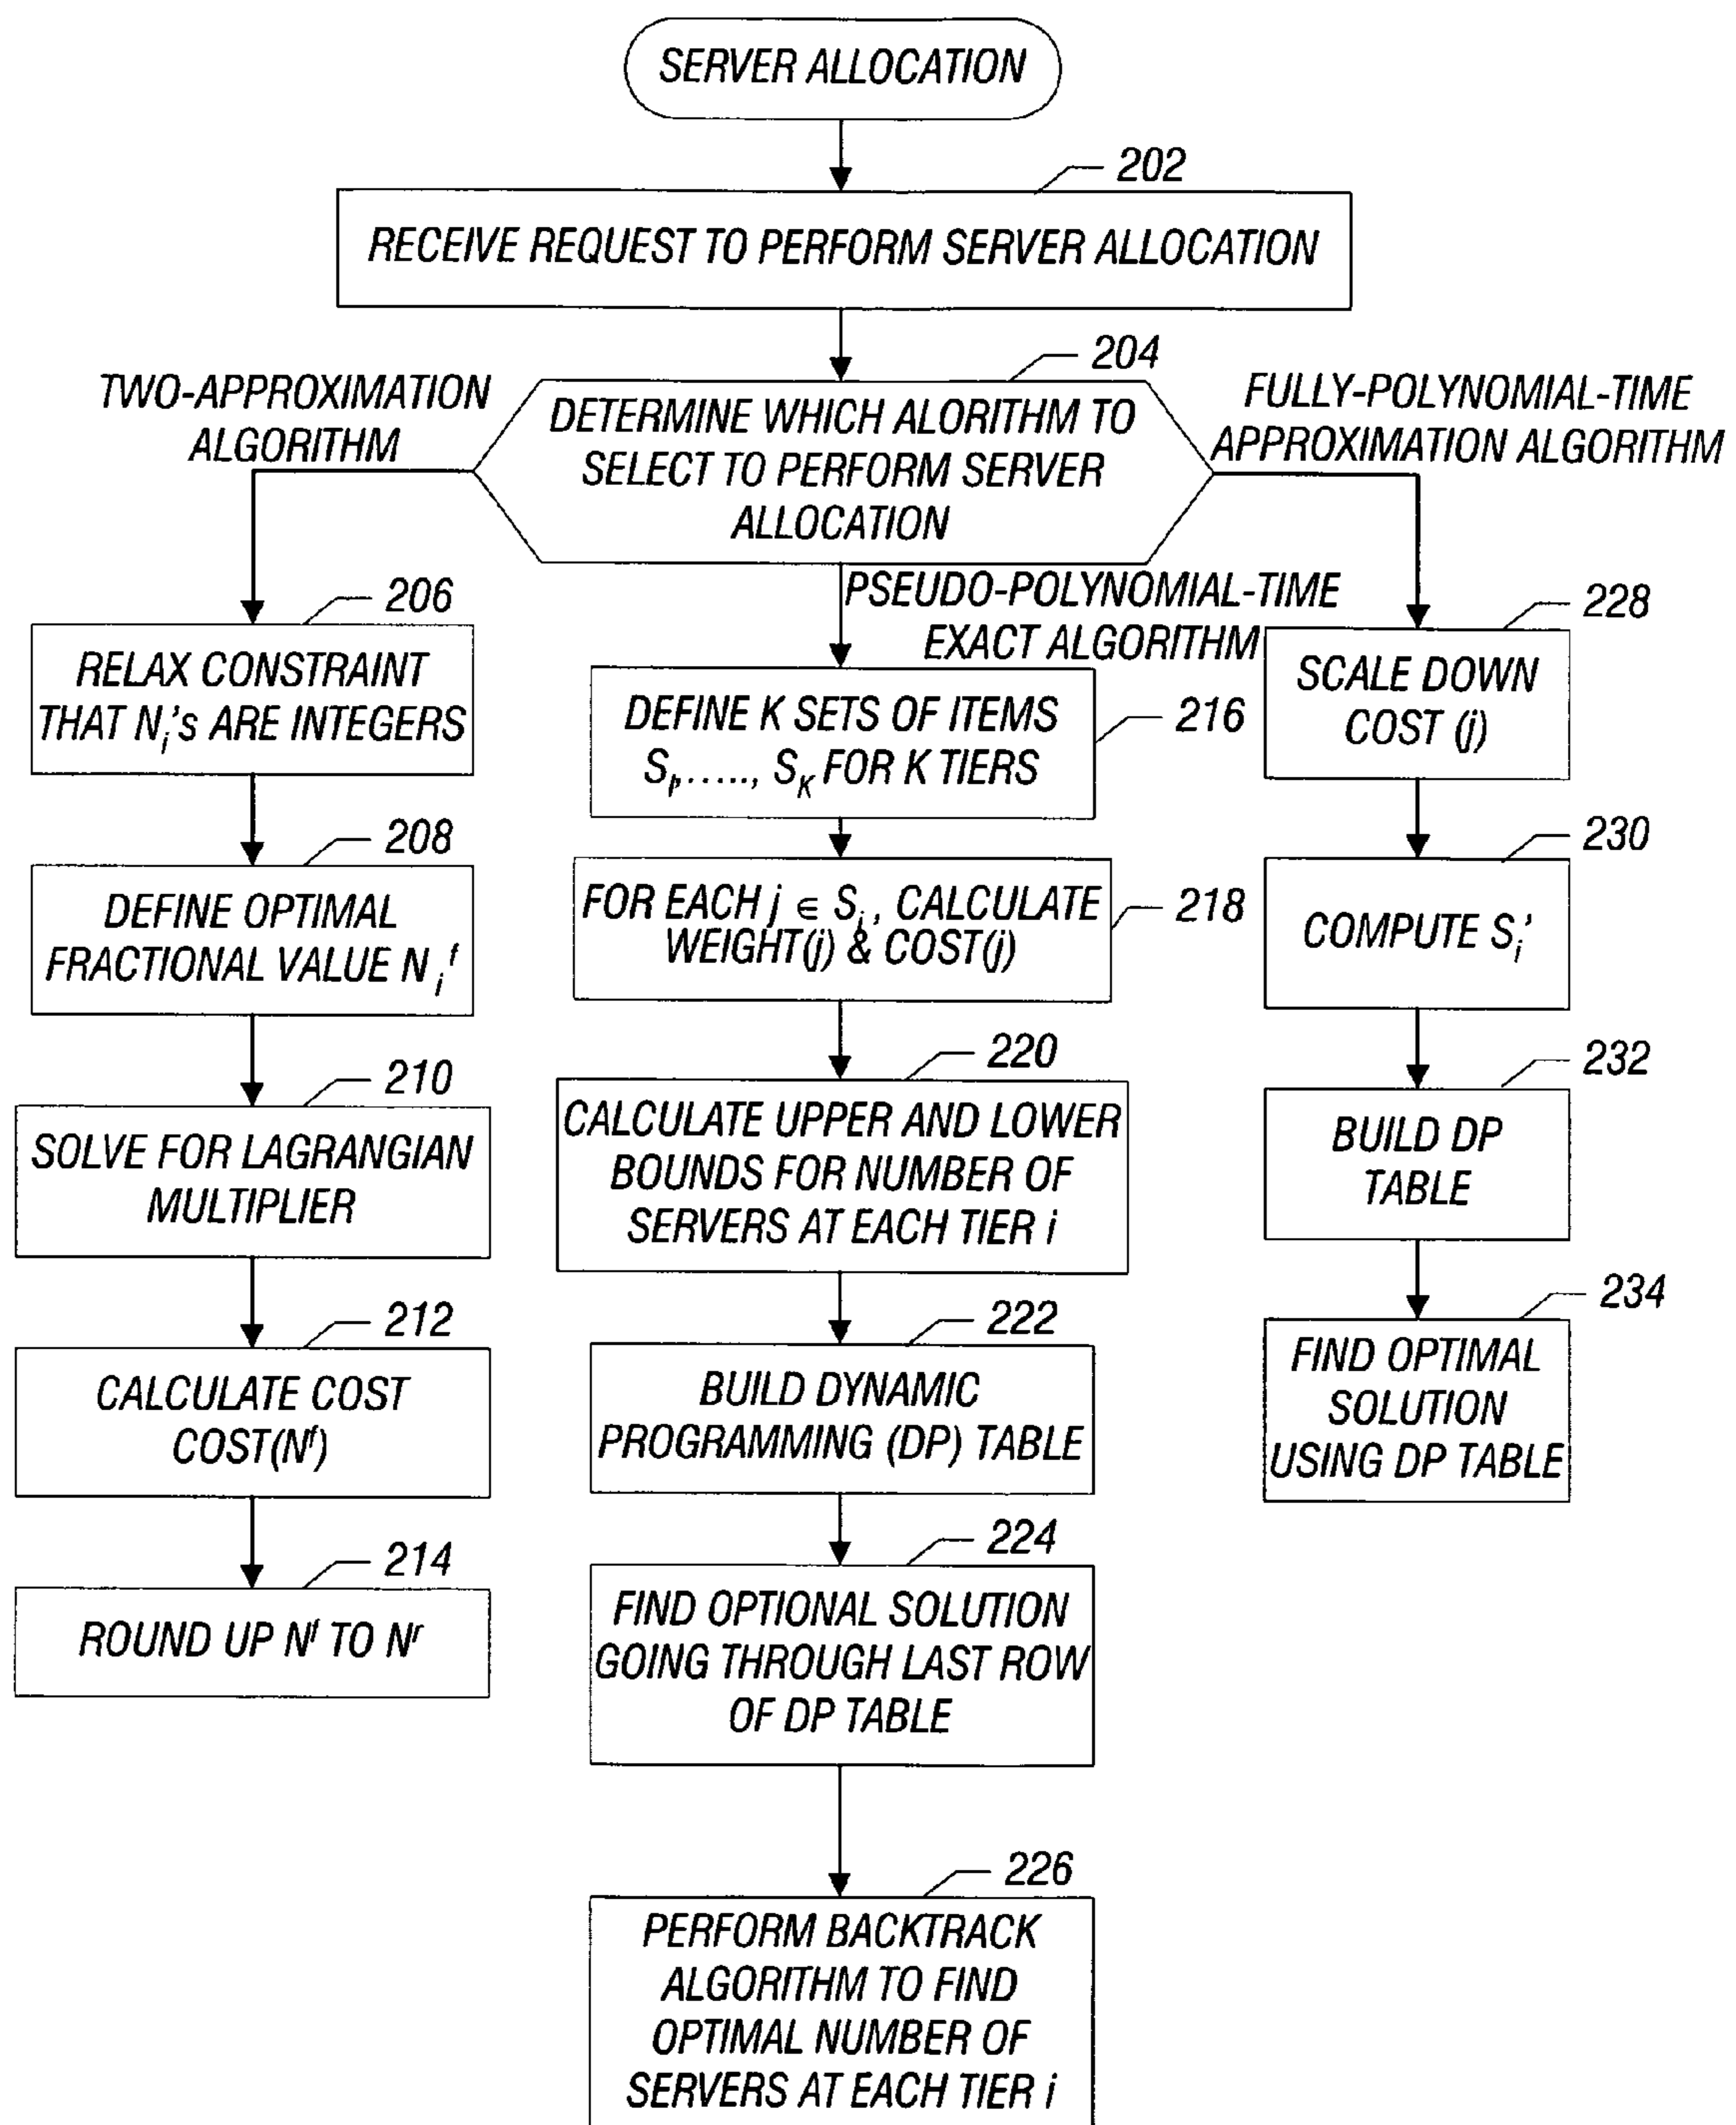 SERVER ALLOCATION
202
RECEIVE REQUEST TO PERFORM SERVER ALLOCATION
204
DETERMINE WHICH ALORITHM TO
SELECT TO PERFORM SERVER
ALLOCATION
TWO-APPROXIMATION
ALGORITHM
206
RELAX CONSTRAINT
THAT N_i's ARE INTEGERS
208
DEFINE OPTIMAL
FRACTIONAL VALUE N_i^f
210
SOLVE FOR LAGRANGIAN
MULTIPLIER
212
CALCULATE COST
COST(N^f)
214
ROUND UP N^f TO N^r
PSEUDO-POLYNOMIAL-TIME
EXACT ALGORITHM
216
DEFINE K SETS OF ITEMS
S_I,....., S_K FOR K TIERS
218
FOR EACH j ∈ S_i, CALCULATE
WEIGHT(j) & COST(j)
220
CALCULATE UPPER AND LOWER
BOUNDS FOR NUMBER OF
SERVERS AT EACH TIER i
222
BUILD DYNAMIC
PROGRAMMING (DP) TABLE
224
FIND OPTIONAL SOLUTION
GOING THROUGH LAST ROW
OF DP TABLE
226
PERFORM BACKTRACK
ALGORITHM TO FIND
OPTIMAL NUMBER OF
SERVERS AT EACH TIER i
FULLY-POLYNOMIAL-TIME
APPROXIMATION ALGORITHM
228
SCALE DOWN
COST (j)
230
COMPUTE S_i'
232
BUILD DP
TABLE
234
FIND OPTIMAL
SOLUTION
USING DP TABLE